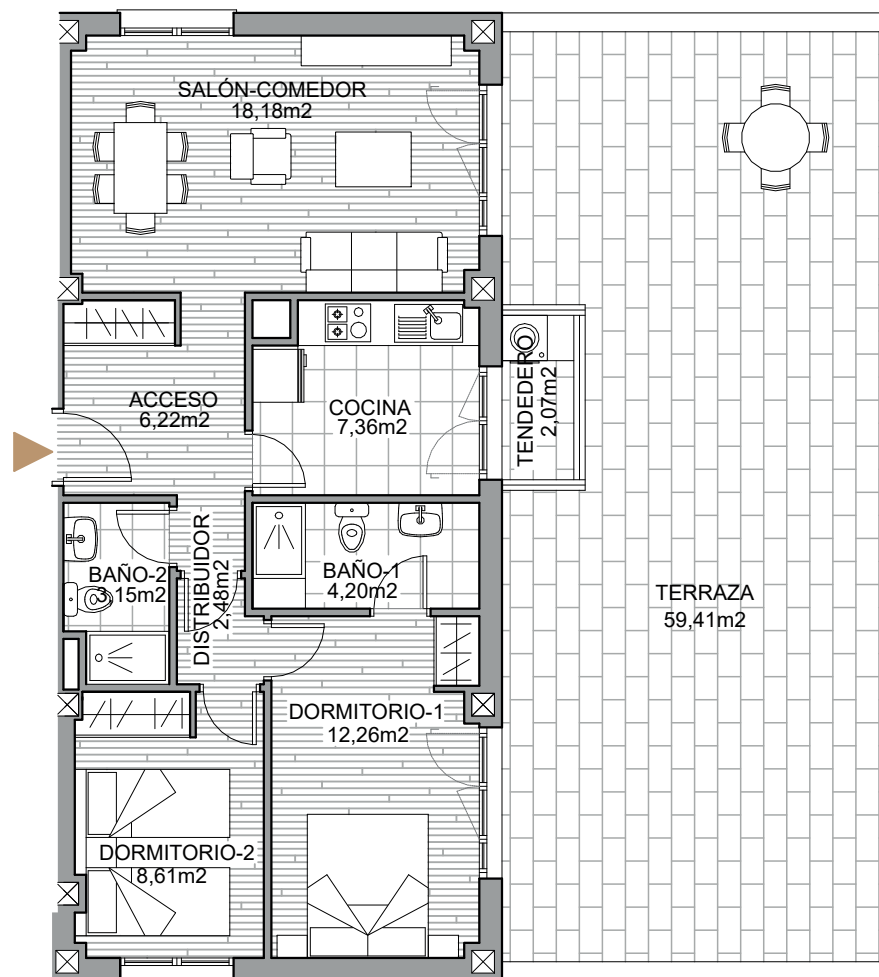 SALÓN-COMEDOR
18,18m2
ACCESO
6,22m2
COCINA
7,36m2
TENDEDERO
2,07m2
BAÑO-2
3,15m2
DISTRIBUIDOR
2,48m2
BAÑO-1
4,20m2
TERRAZA
59,41m2
DORMITORIO-1
12,26m2
DORMITORIO-2
8,61m2